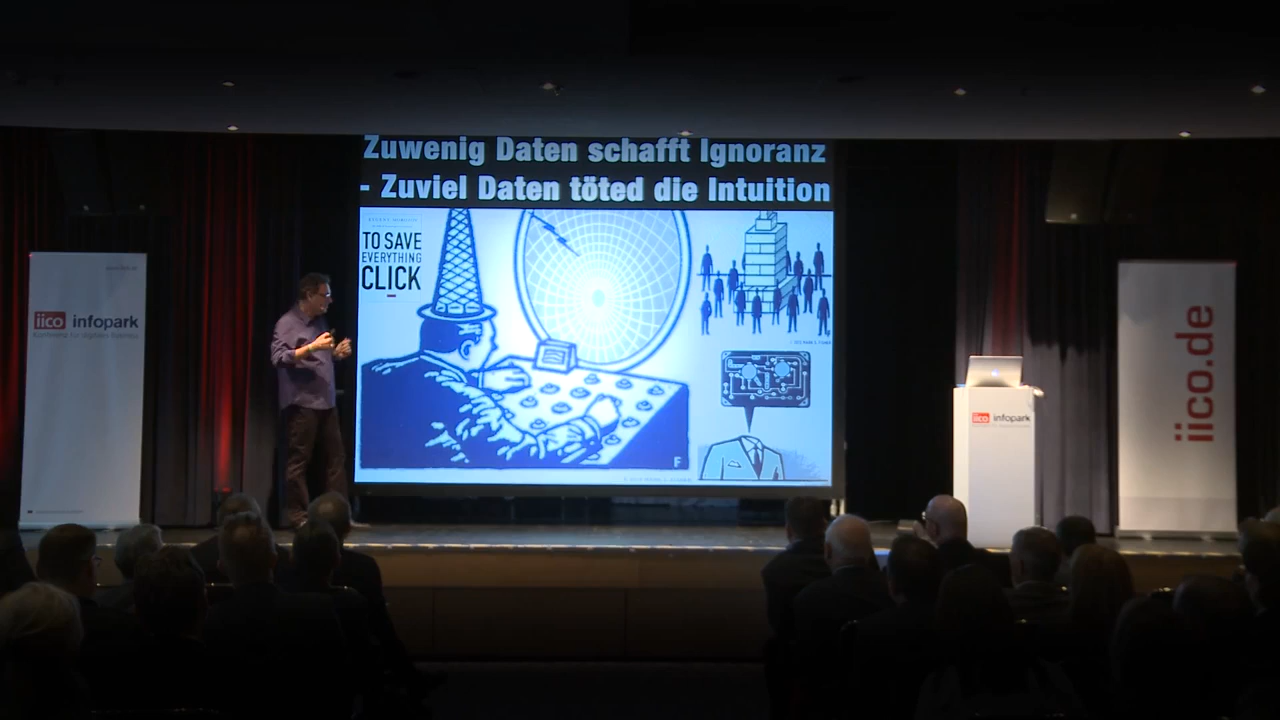 Zuwenig Daten schafft Ignoranz
- Zuviel Daten töted die Intuition
TO SAVE
EVERYTHING
CLICK
F
iico infopark
iico infopark
iico.de